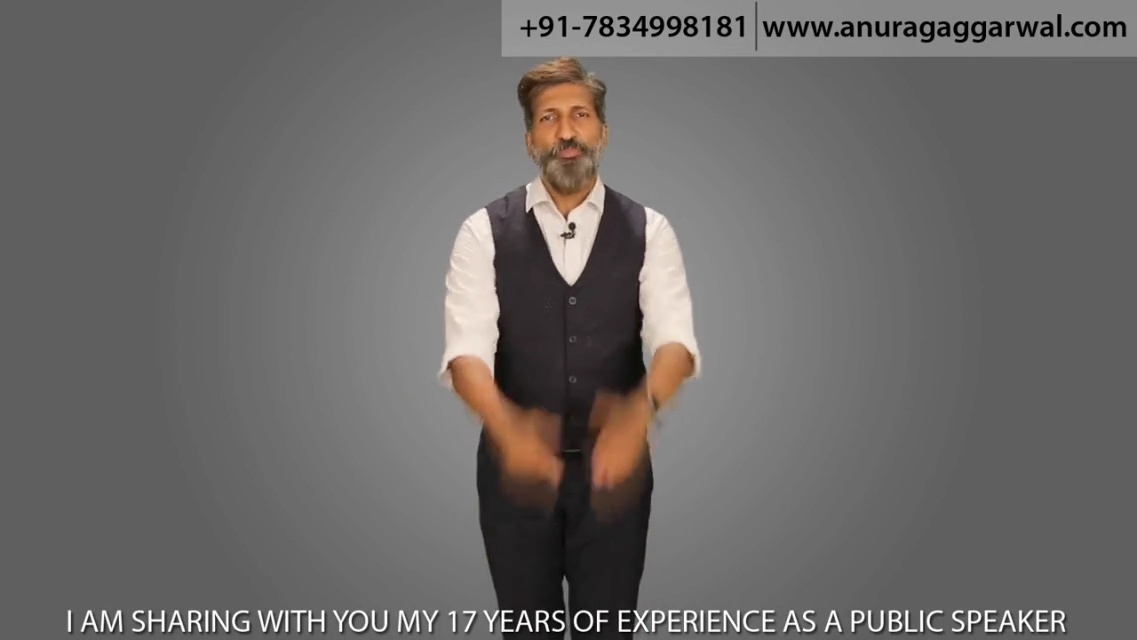 +91-7834998181 | www.anuragaggarwal.com
I AM SHARING WITH YOU MY 17 YEARS OF EXPERIENCE AS A PUBLIC SPEAKER